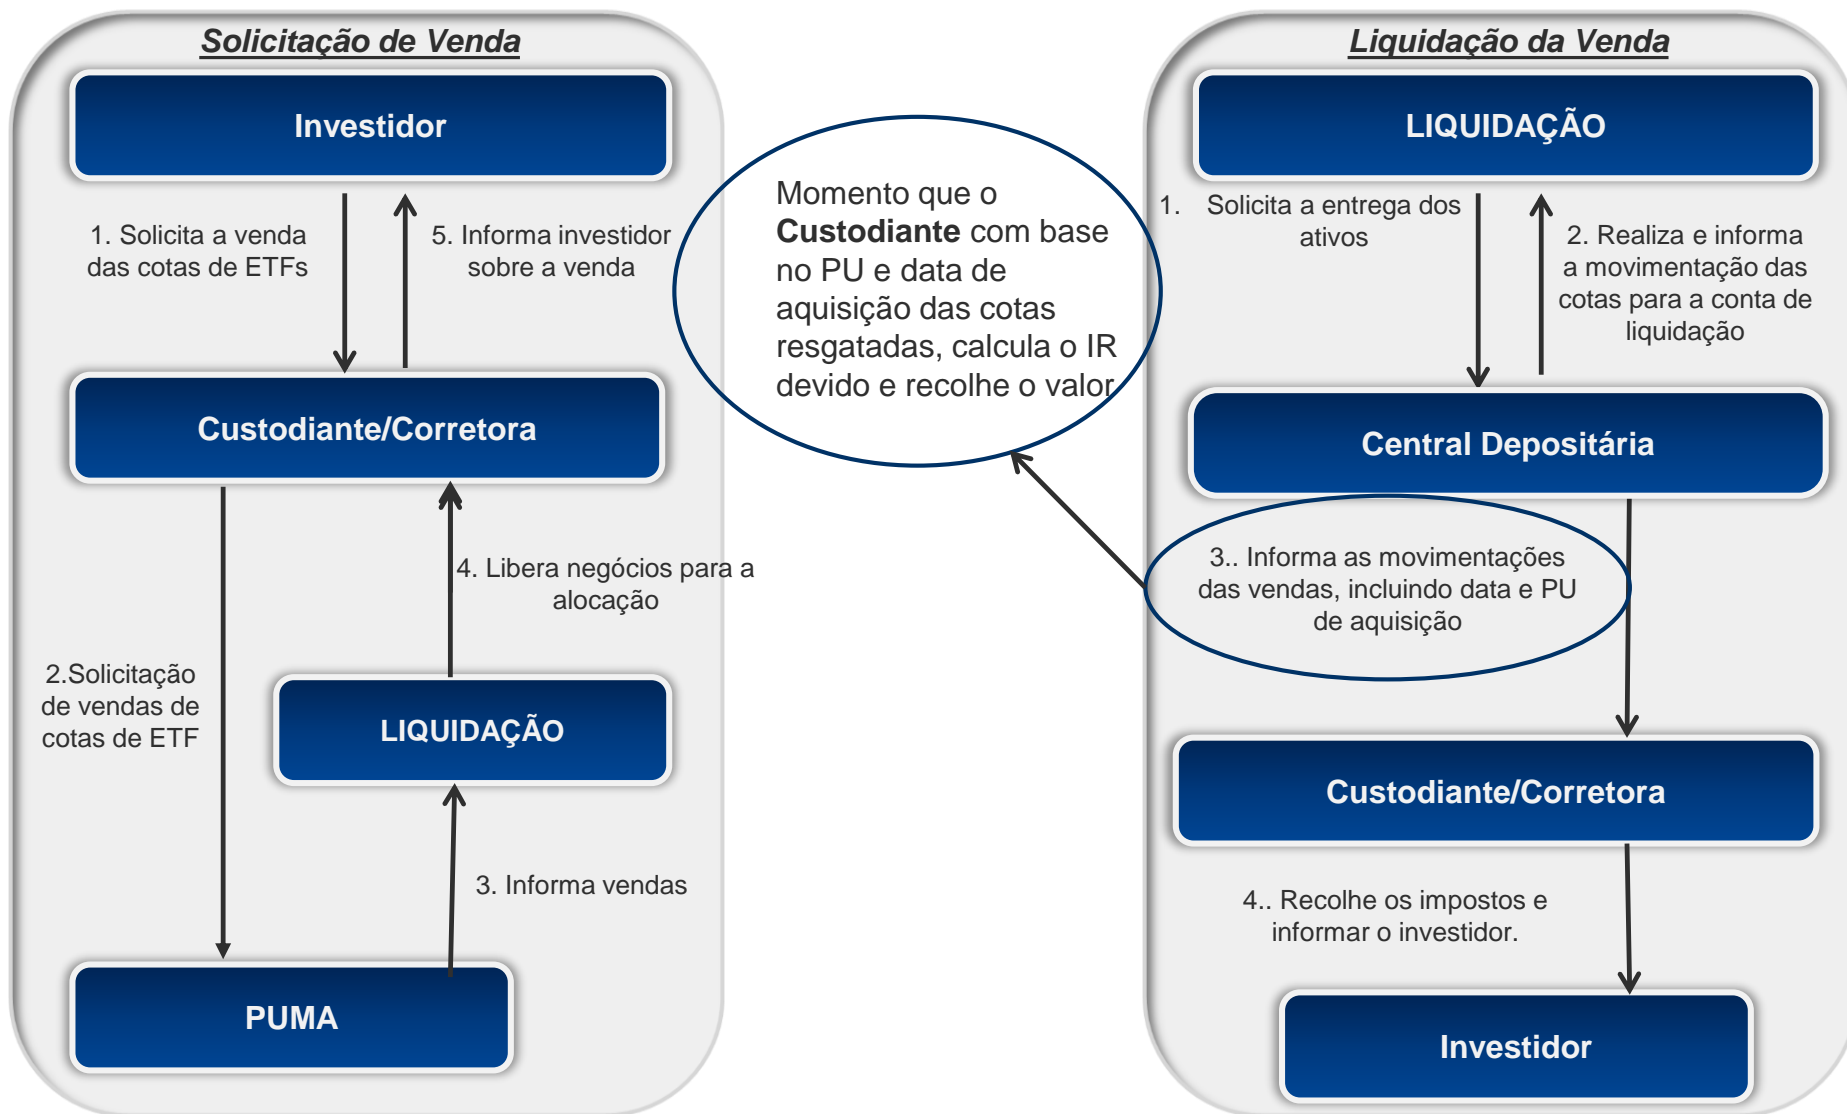 Solicitação de Venda
Investidor
1. Solicita a venda
das cotas de ETFs
5. Informa investidor
sobre a venda
Custodiante/Corretora
4. Libera negócios para a
alocação
2.Solicitação
de vendas de
cotas de ETF
LIQUIDAÇÃO
3. Informa vendas
PUMA
Momento que o
Custodiante com base
no PU e data de
aquisição das cotas
resgatadas, calcula o IR
devido e recolhe o valor
Liquidação da Venda
LIQUIDAÇÃO
1. Solicita a entrega dos
ativos
2. Realiza e informa
a movimentação das
cotas para a conta de
liquidação
Central Depositária
3.. Informa as movimentações
das vendas, incluindo data e PU
de aquisição
Custodiante/Corretora
4.. Recolhe os impostos e
informar o investidor.
Investidor